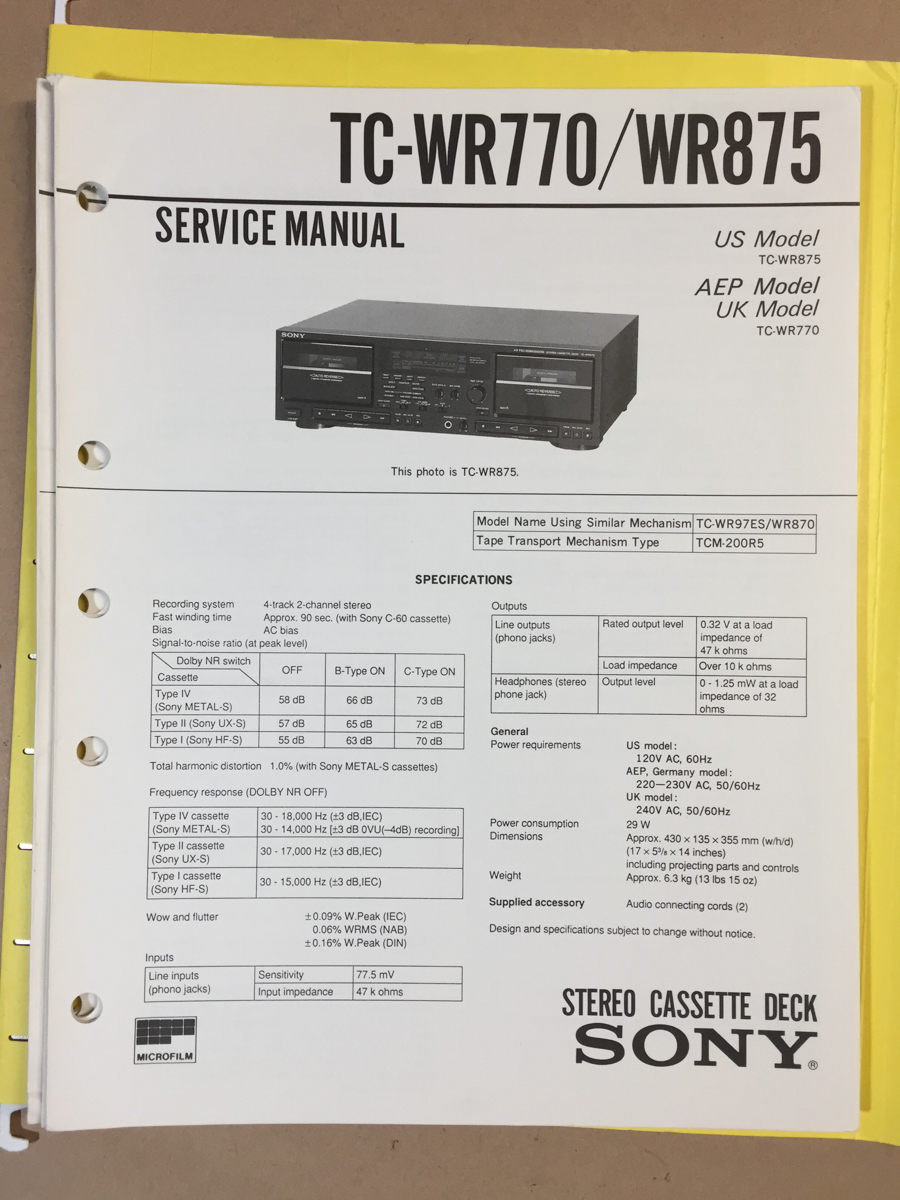 TC-WR770/WR875
SERVICE MANUAL
US Model
TC-WR875
AEP Model
UK Model
TC-WR770
SONY
AUTO REVERSE
AUTO REVERSE
This photo is TC-WR875.
Model Name Using Similar Mechanism TC-WR97ES/WR870
Tape Transport Mechanism Type TCM-200R5
SPECIFICATIONS
Recording system 4-track 2-channel stereo
Fast winding time Approx. 90 sec. (with Sony C-60 cassette)
Bias AC bias
Signal-to-noise ratio (at peak level)
Dolby NR switch
Cassette
OFF B-Type ON C-Type ON
Type IV
(Sony METAL-S) 58 dB 66 dB 73 dB
Type II (Sony UX-S) 57 dB 65 dB 72 dB
Type I (Sony HF-S) 55 dB 63 dB 70 dB
Total harmonic distortion 1.0% (with Sony METAL-S cassettes)
Frequency response (DOLBY NR OFF)
Type IV cassette 30 - 18,000 Hz (±3 dB,IEC)
(Sony METAL-S) 30 - 14,000 Hz [±3 dB 0VU(–4dB) recording]
Type II cassette
(Sony UX-S) 30 - 17,000 Hz (±3 dB,IEC)
Type I cassette
(Sony HF-S) 30 - 15,000 Hz (±3 dB,IEC)
Wow and flutter ±0.09% W.Peak (IEC)
0.06% WRMS (NAB)
±0.16% W.Peak (DIN)
Inputs
Line inputs
(phono jacks)
Sensitivity 77.5 mV
Input impedance 47 k ohms
MICROFILM
Outputs
Line outputs
(phono jacks)
Rated output level 0.32 V at a load
impedance of
47 k ohms
Load impedance Over 10 k ohms
Headphones (stereo
phone jack)
Output level 0 - 1.25 mW at a load
impedance of 32
ohms
General
Power requirements US model:
120V AC, 60Hz
AEP, Germany model:
220—230V AC, 50/60Hz
UK model:
240V AC, 50/60Hz
Power consumption 29 W
Dimensions Approx. 430 × 135 × 355 mm (w/h/d)
(17 × 5³/₈ × 14 inches)
including projecting parts and controls
Weight Approx. 6.3 kg (13 lbs 15 oz)
Supplied accessory Audio connecting cords (2)
Design and specifications subject to change without notice.
STEREO CASSETTE DECK
SONY®